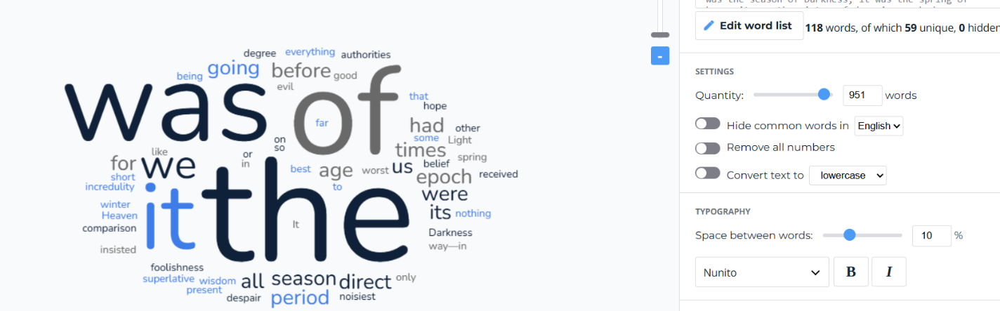 degree everything authorities
being going before good
evil
was of
that
hope
far
had other
on some Light
so times
like or spring
for we in best age worst us belief
short epoch received
incredulity to were
winter it the its nothing
Heaven
comparison It Darkness
insisted way—in
foolishness
superlative wisdom all season direct only
present despair period noisiest
-
was the season of Darkness, it was the spring of
Edit word list 118 words, of which 59 unique, 0 hidden
SETTINGS
Quantity: 951 words
Hide common words in English
Remove all numbers
Convert text to lowercase
TYPOGRAPHY
Space between words: 10 %
Nunito B I